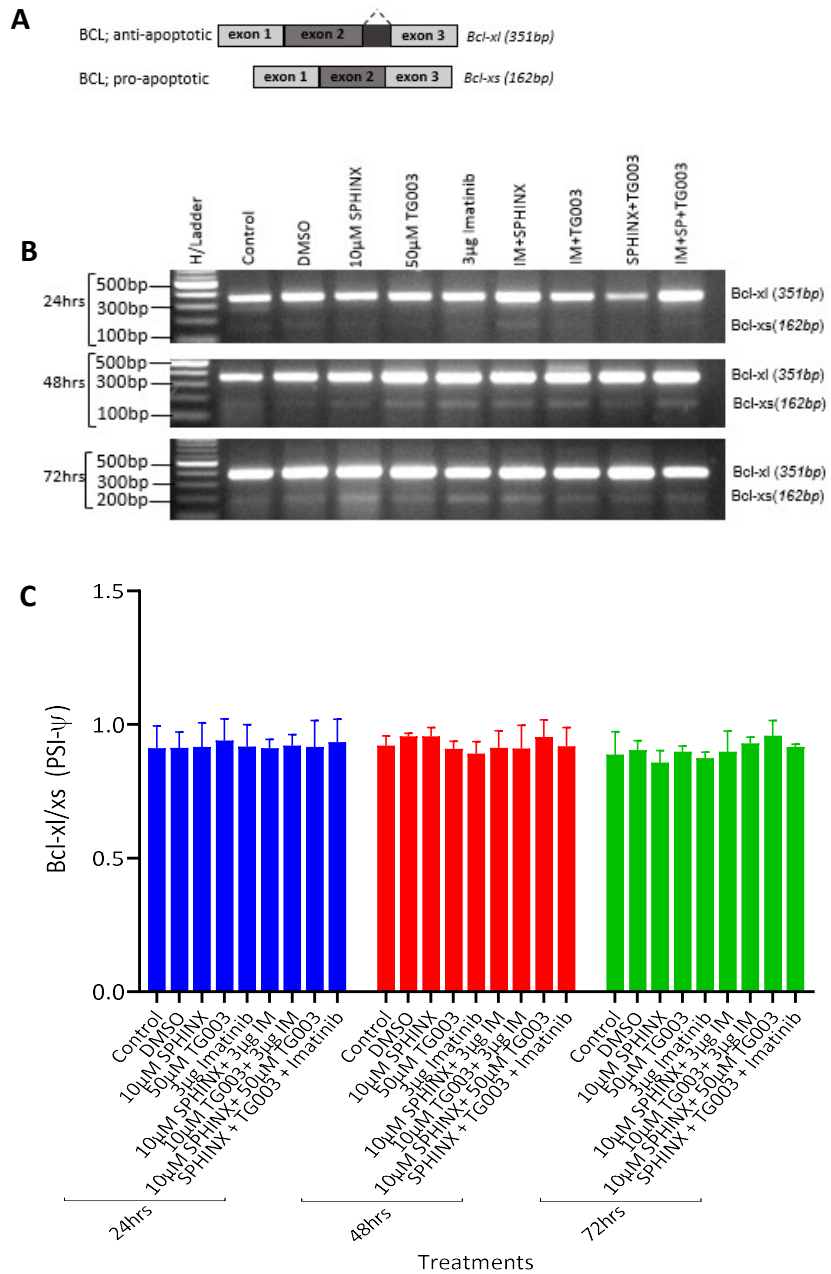 A
BCL; anti-apoptotic exon 1 exon 2 exon 3 Bcl-xl (351bp)
BCL; pro-apoptotic exon 1 exon 2 exon 3 Bcl-xs (162bp)
B
H/Ladder
Control
DMSO
10µM SPHINX
50µM TG003
3µg Imatinib
IM+SPHINX
IM+TG003
SPHINX+TG003
IM+SP+TG003
24hrs
500bp
300bp
100bp
Bcl-xl (351bp)
Bcl-xs(162bp)
48hrs
500bp
300bp
100bp
Bcl-xl (351bp)
Bcl-xs(162bp)
72hrs
500bp
300bp
200bp
Bcl-xl (351bp)
Bcl-xs(162bp)
C
Bcl-xl/xs (PSI-ψ)
1.5
1.0
0.5
0.0
Control
DMSO
10µM SPHINX
50µM TG003
3µg Imatinib
10µM SPHINX+ 3µg IM
10µM TG003+ 3µg IM
10µM SPHINX+ 50µM TG003
SPHINX + TG003 + Imatinib
Control
DMSO
10µM SPHINX
50µM TG003
3µg Imatinib
10µM SPHINX+ 3µg IM
10µM TG003+ 3µg IM
10µM SPHINX+ 50µM TG003
SPHINX + TG003 + Imatinib
Control
DMSO
10µM SPHINX
50µM TG003
3µg Imatinib
10µM SPHINX+ 3µg IM
10µM TG003+ 3µg IM
10µM SPHINX+ 50µM TG003
SPHINX + TG003 + Imatinib
24hrs
48hrs
72hrs
Treatments